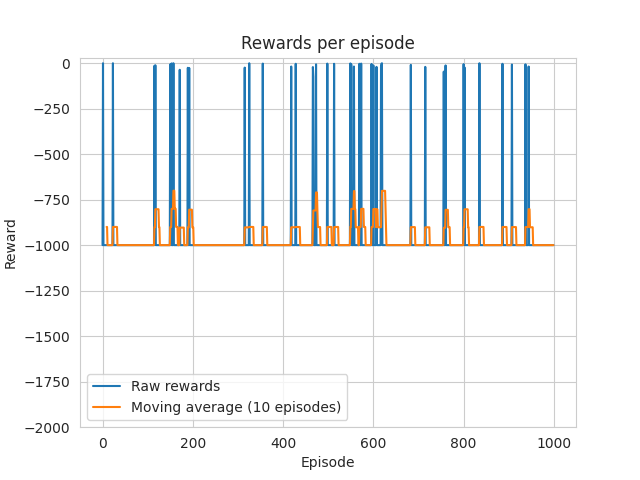 Rewards per episode
0
−250
−500
−750
−1000
−1250
−1500
−1750
−2000
Reward
Raw rewards
Moving average (10 episodes)
0 200 400 600 800 1000
Episode